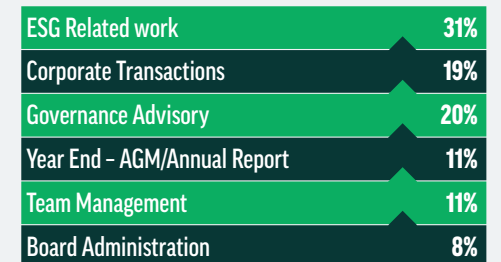 ESG Related work 31%
Corporate Transactions 19%
Governance Advisory 20%
Year End – AGM/Annual Report 11%
Team Management 11%
Board Administration 8%